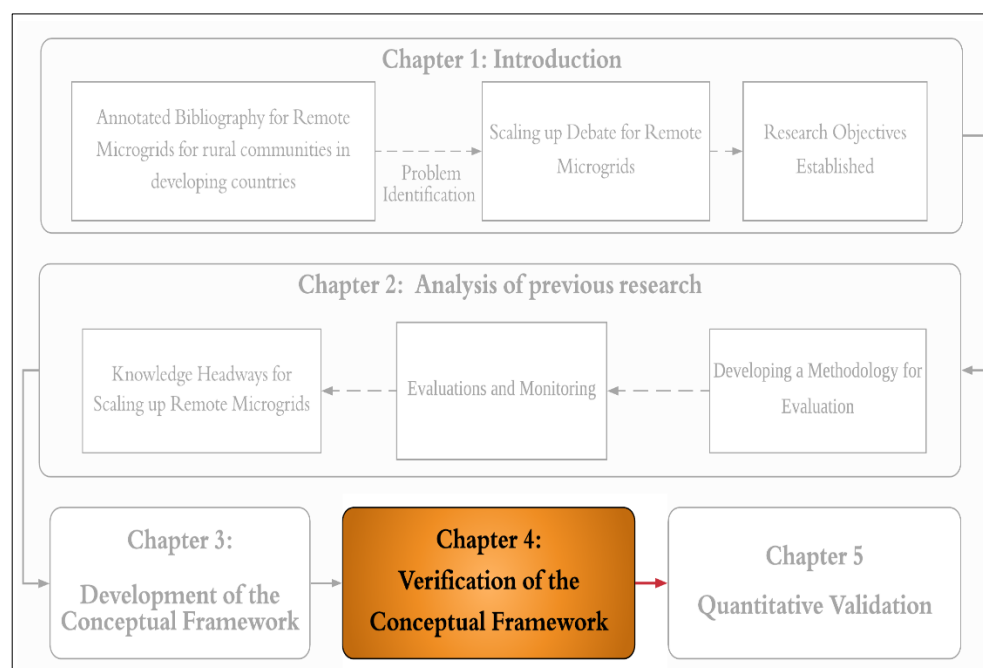 Chapter 1: Introduction
Annotated Bibliography for Remote
Microgrids for rural communities in
developing countries
Problem
Identification
Scaling up Debate for Remote
Microgrids
Research Objectives
Established
Chapter 2: Analysis of previous research
Knowledge Headways for
Scaling up Remote Microgrids
Evaluations and Monitoring
Developing a Methodology for
Evaluation
Chapter 3:
Development of the
Conceptual Framework
Chapter 4:
Verification of the
Conceptual Framework
Chapter 5
Quantitative Validation